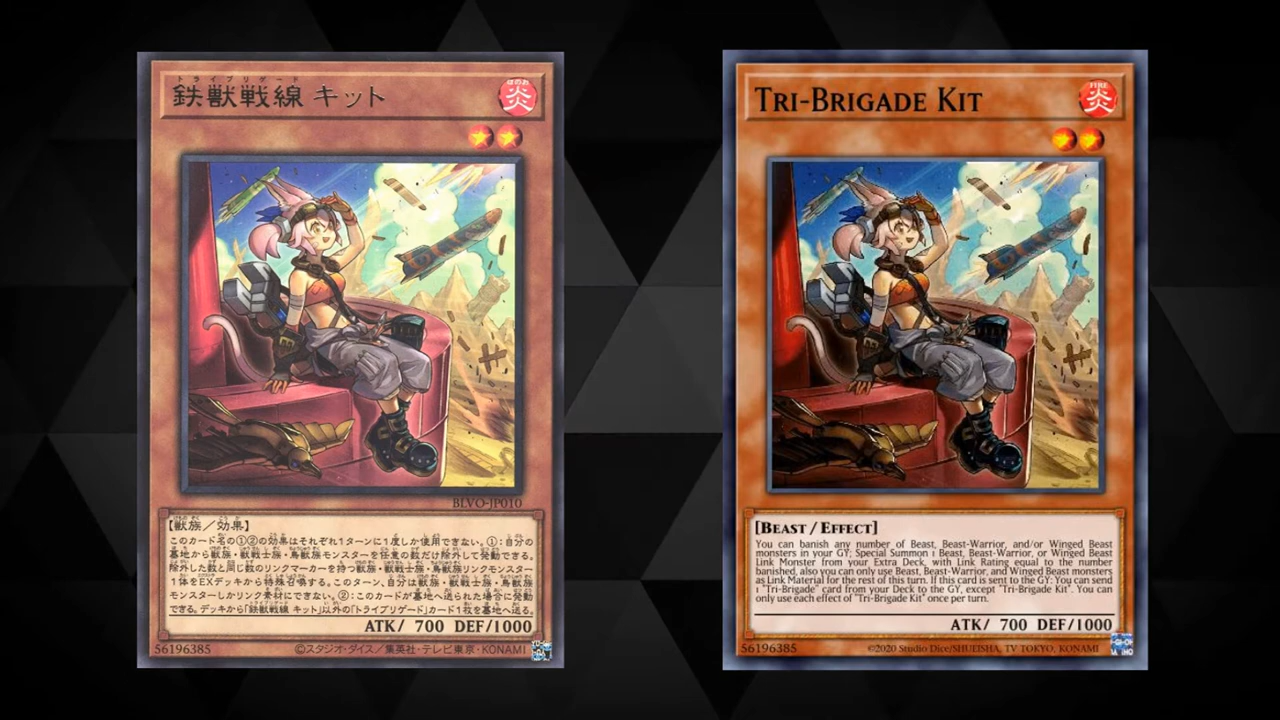 トライブリゲード
鉄獣戦線 キット
ほのお
炎
BLVO-JP010
【獣族/効果】
このカード名の①②の効果はそれぞれ1ターンに1度しか使用できない。①:自分の
墓地から獣族・獣戦士族・鳥獣族モンスターを任意の数だけ除外して発動できる。
除外した数と同じ数のリンクマーカーを持つ獣族・獣戦士族・鳥獣族リンクモンスター
1体をEXデッキから特殊召喚する。このターン、自分は獣族・獣戦士族・鳥獣族
モンスターしかリンク素材にできない。②:このカードが墓地へ送られた場合に発動
できる。デッキから「鉄獣戦線 キット」以外の「トライブリゲード」カード1枚を墓地へ送る。
ATK/ 700 DEF/1000
56196385
©スタジオ・ダイス/集英社・テレビ東京・KONAMI
TRI-BRIGADE KIT
FIRE
炎
[BEAST / EFFECT]
You can banish any number of Beast, Beast-Warrior, and/or Winged Beast
monsters in your GY; Special Summon 1 Beast, Beast-Warrior, or Winged Beast
Link Monster from your Extra Deck, with Link Rating equal to the number
banished, also you can only use Beast, Beast-Warrior, and Winged Beast monsters
as Link Material for the rest of this turn. If this card is sent to the GY: You can send
1 "Tri-Brigade" card from your Deck to the GY, except "Tri-Brigade Kit". You can
only use each effect of "Tri-Brigade Kit" once per turn.
ATK/ 700 DEF/1000
56196385
©2020 Studio Dice/SHUEISHA, TV TOKYO, KONAMI